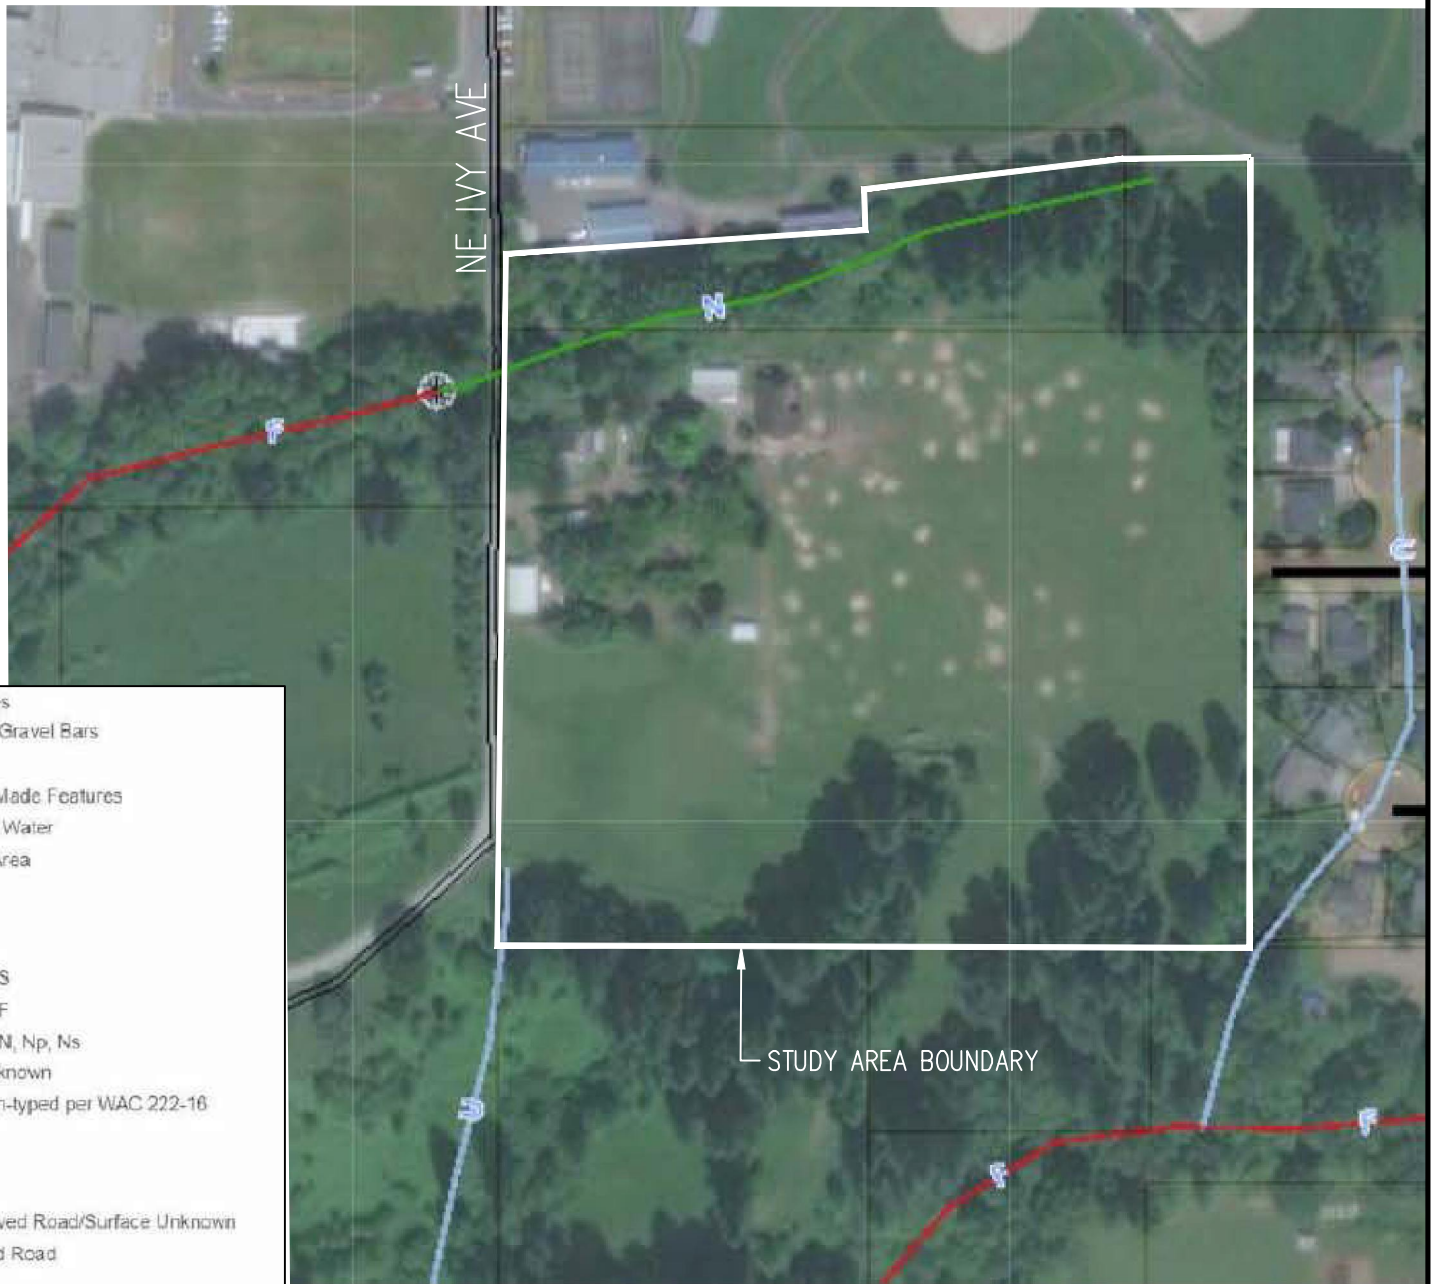 NE IVY AVE
N
F
U
s
Gravel Bars
Made Features
Water
Area
S
F
N, Np, Ns
known
n-typed per WAC 222-16
ved Road/Surface Unknown
d Road
STUDY AREA BOUNDARY
U
F
F